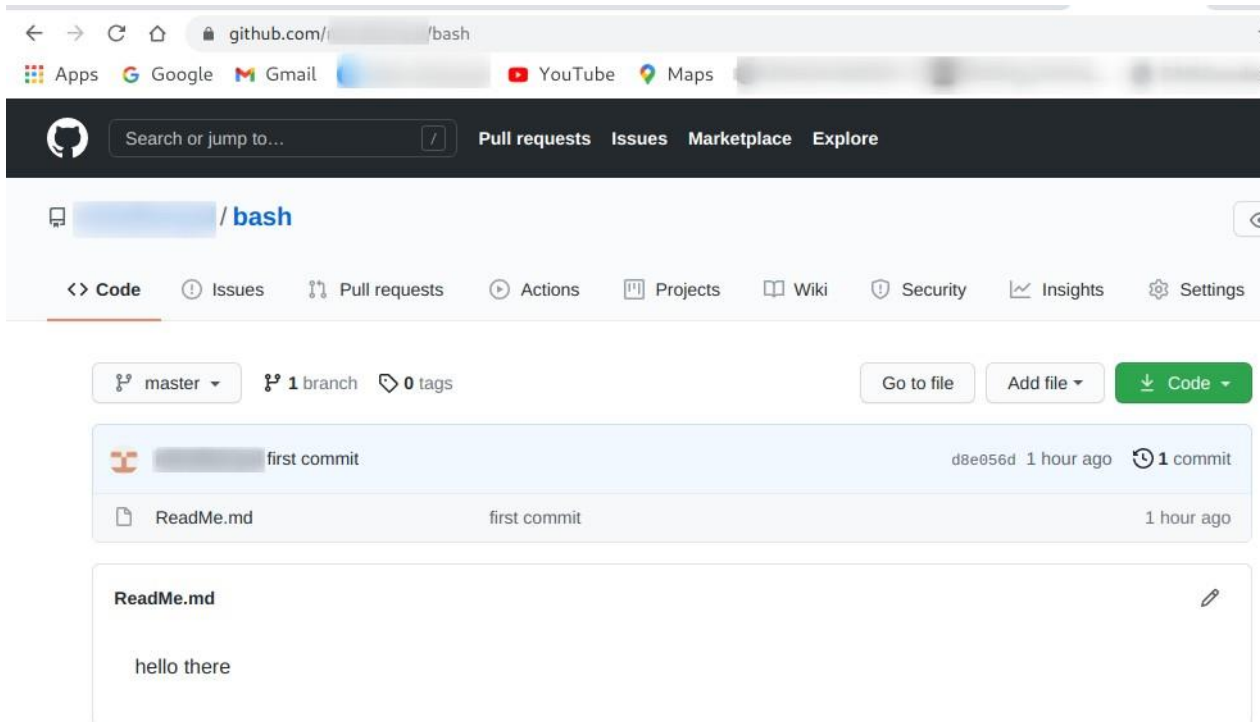 github.com/ /bash
Apps Google Gmail YouTube Maps
Search or jump to... / Pull requests Issues Marketplace Explore
/ bash
<> Code Issues Pull requests Actions Projects Wiki Security Insights Settings
master 1 branch 0 tags Go to file Add file Code
first commit d8e056d 1 hour ago 1 commit
ReadMe.md first commit 1 hour ago
ReadMe.md
hello there